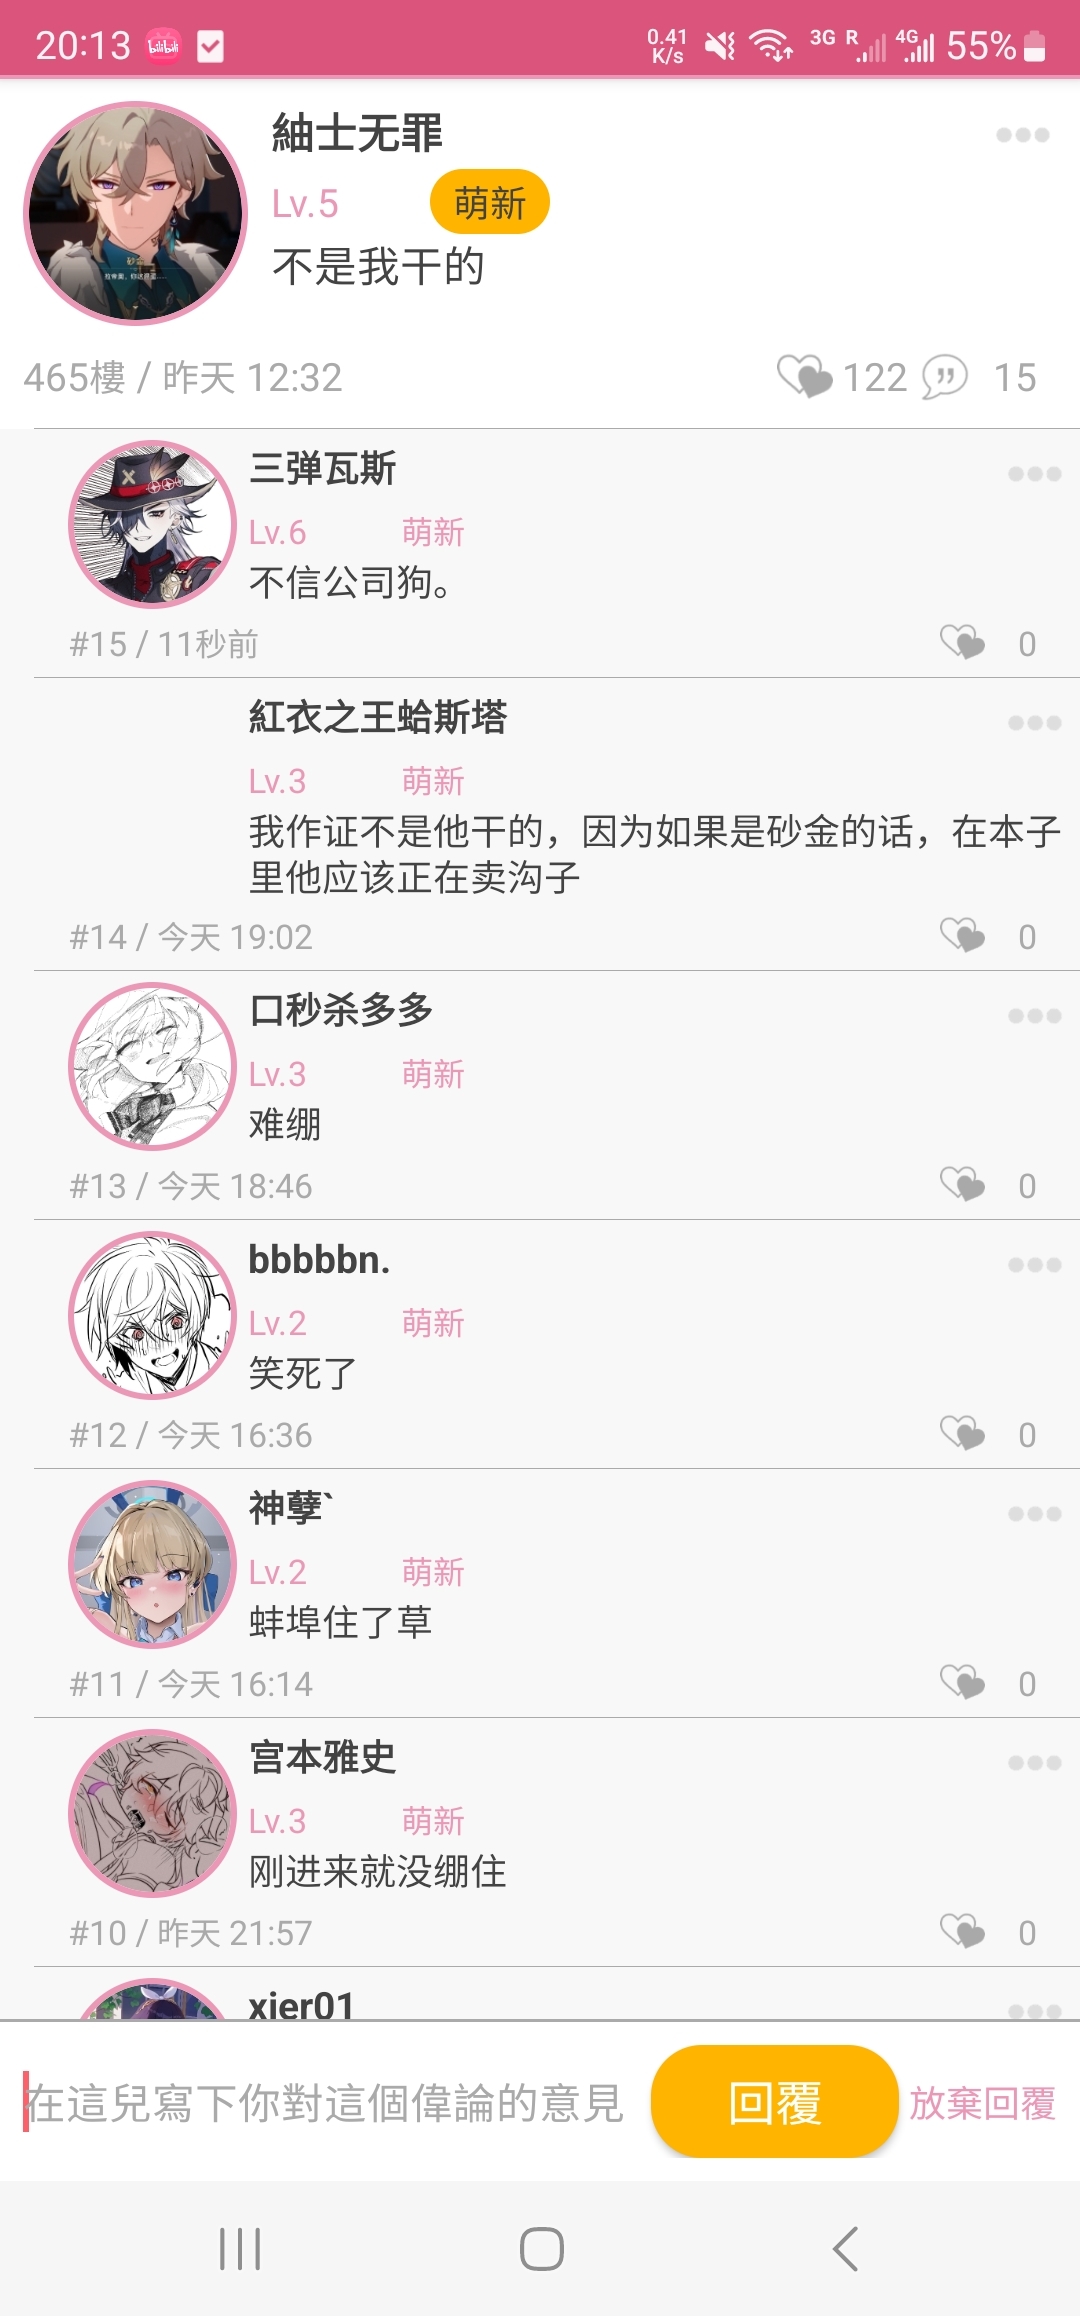 20:13
bilibili
0.41
K/s
3G R
4G
55%
紬士无罪
Lv.5 萌新
不是我干的
465樓 / 昨天 12:32
122 15
三弹瓦斯
Lv.6 萌新
不信公司狗。
#15 / 11秒前
0
紅衣之王蛤斯塔
Lv.3 萌新
我作证不是他干的，因为如果是砂金的话，在本子
里他应该正在卖沟子
#14 / 今天 19:02
0
口秒杀多多
Lv.3 萌新
难绷
#13 / 今天 18:46
0
bbbbbn.
Lv.2 萌新
笑死了
#12 / 今天 16:36
0
神孽`
Lv.2 萌新
蚌埠住了草
#11 / 今天 16:14
0
宫本雅史
Lv.3 萌新
刚进来就没绷住
#10 / 昨天 21:57
0
xier01
在這兒寫下你對這個偉論的意見
回覆
放棄回覆